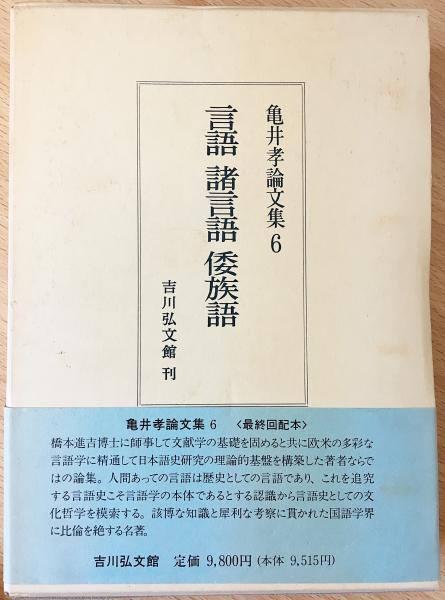 亀井孝論文集 6
言語 諸言語 倭族語
吉川弘文館 刊
亀井孝論文集 6 〈最終回配本〉
橋本進吉博士に師事して文献学の基礎を固めると共に欧米の多彩な
言語学に精通して日本語史研究の理論的基盤を構築した著者ならで
はの論集。人間あっての言語は歴史としての言語であり、これを追究
する言語史こそ言語学の本体であるとする認識から言語史としての文
化哲学を模索する。該博な知識と犀利な考察に貫かれた国語学界
に比倫を絶する名著。
吉川弘文館 定価 9,800円 (本体 9,515円)